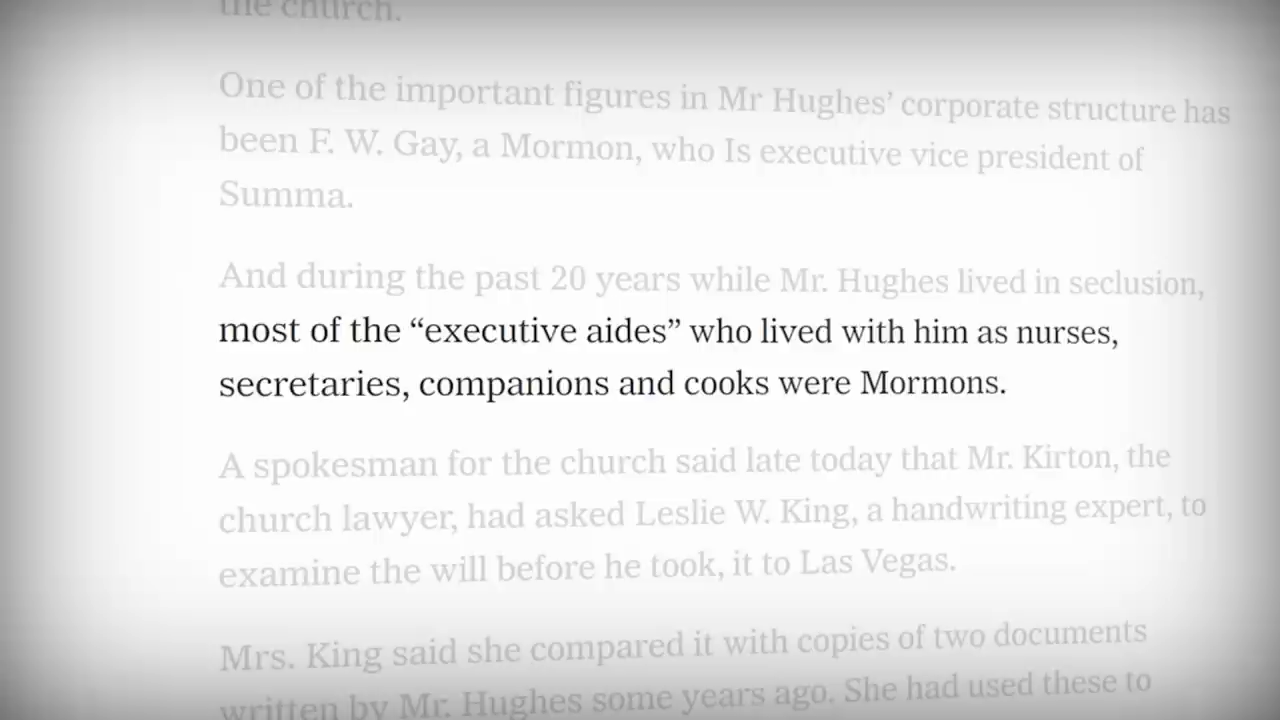 the church.
One of the important figures in Mr Hughes’ corporate structure has
been F. W. Gay, a Mormon, who Is executive vice president of
Summa.
And during the past 20 years while Mr. Hughes lived in seclusion,
most of the “executive aides” who lived with him as nurses,
secretaries, companions and cooks were Mormons.
A spokesman for the church said late today that Mr. Kirton, the
church lawyer, had asked Leslie W. King, a handwriting expert, to
examine the will before he took, it to Las Vegas.
Mrs. King said she compared it with copies of two documents
written by Mr. Hughes some years ago. She had used these to